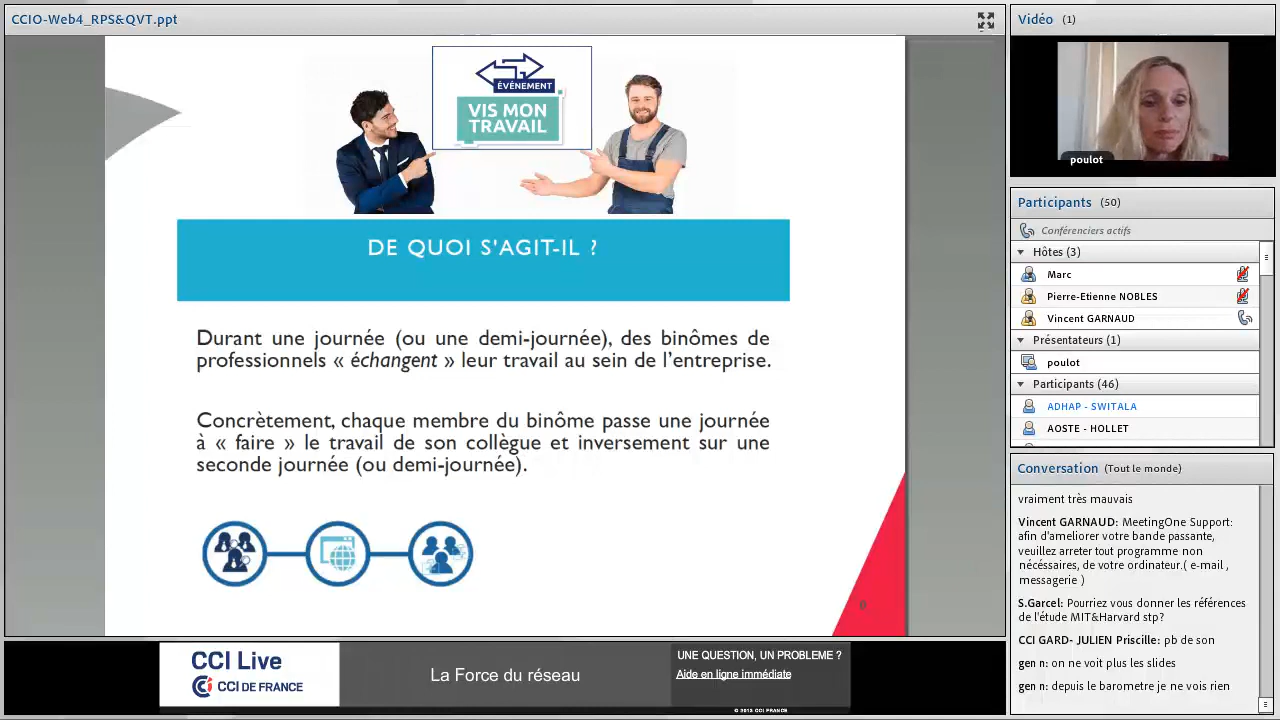 CCIO-Web4_RPS&QVT.ppt
ÉVÉNEMENT
VIS MON
TRAVAIL
DE QUOI S'AGIT-IL ?
Durant une journée (ou une demi-journée), des binômes de
professionnels « échangent » leur travail au sein de l'entreprise.
Concrètement, chaque membre du binôme passe une journée
à « faire » le travail de son collègue et inversement sur une
seconde journée (ou demi-journée).
CCI Live
CCI DE FRANCE
La Force du réseau
UNE QUESTION, UN PROBLEME ?
Aide en ligne immédiate
© 2013 CCI FRANCE
Vidéo (1)
poulot
Participants (50)
Conférenciers actifs
Hôtes (3)
Marc
Pierre-Etienne NOBLES
Vincent GARNAUD
Présentateurs (1)
poulot
Participants (46)
ADHAP - SWITALA
AOSTE - HOLLET
Conversation (Tout le monde)
vraiment très mauvais
Vincent GARNAUD: MeetingOne Support:
afin d'ameliorer votre bande passante,
veuillez arreter tout programme non
nécéssaires, de votre ordinateur.( e-mail ,
messagerie )
S.Garcel: Pourriez vous donner les références
de l'étude MIT&Harvard stp?
CCI GARD- JULIEN Priscille: pb de son
gen n: on ne voit plus les slides
gen n: depuis le barometre je ne vois rien